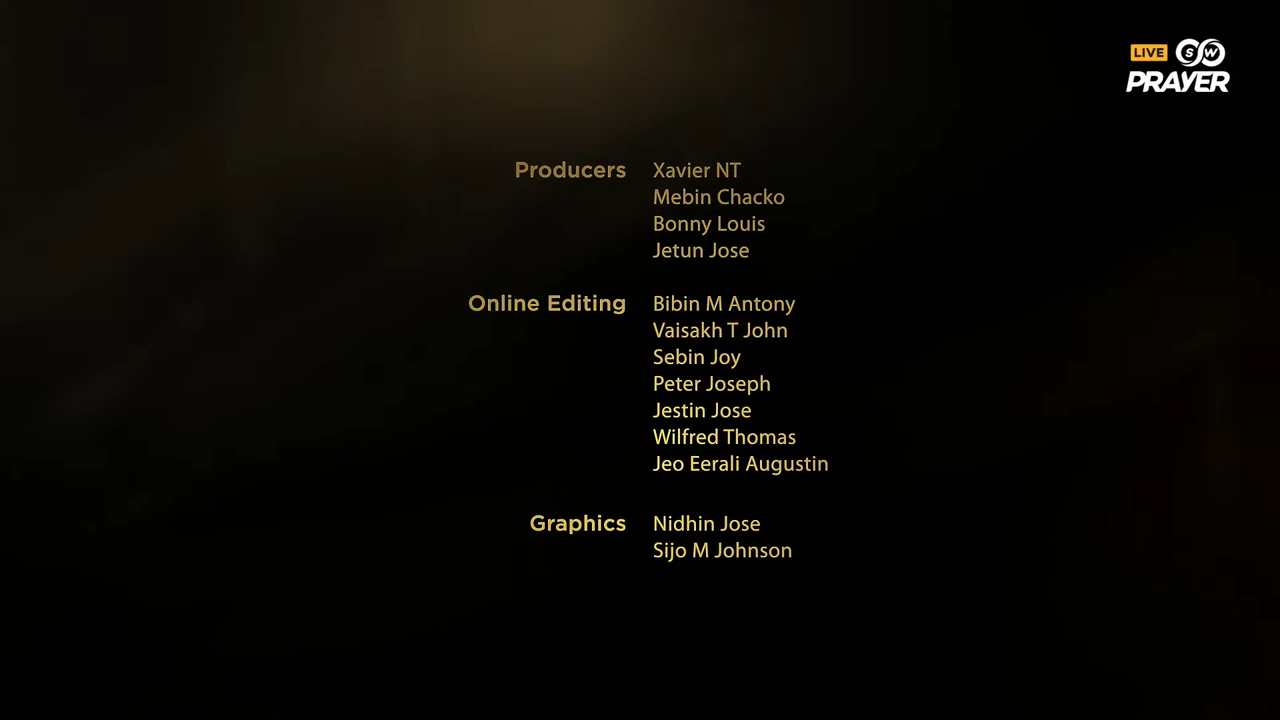 LIVE SW
PRAYER
Producers Xavier NT
Mebin Chacko
Bonny Louis
Jetun Jose
Online Editing Bibin M Antony
Vaisakh T John
Sebin Joy
Peter Joseph
Jestin Jose
Wilfred Thomas
Jeo Eerali Augustin
Graphics Nidhin Jose
Sijo M Johnson